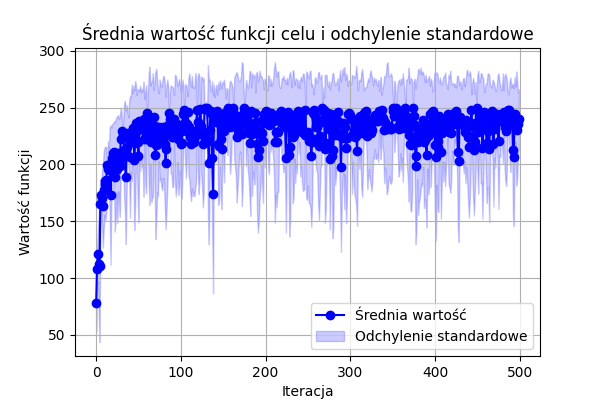 Średnia wartość funkcji celu i odchylenie standardowe
300
250
200
150
100
50
Wartość funkcji
0 100 200 300 400 500
Iteracja
Średnia wartość
Odchylenie standardowe